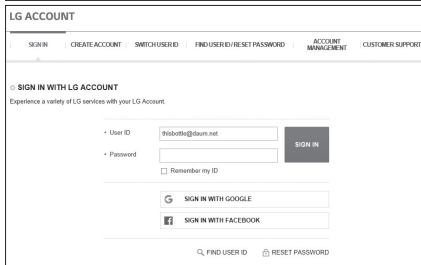 LG ACCOUNT
SIGN IN CREATE ACCOUNT SWITCH USER ID FIND USER ID / RESET PASSWORD ACCOUNT MANAGEMENT CUSTOMER SUPPORT
SIGN IN WITH LG ACCOUNT
Experience a variety of LG services with your LG Account.
User ID thisbottle@daum.net
Password
SIGN IN
Remember my ID
SIGN IN WITH GOOGLE
SIGN IN WITH FACEBOOK
FIND USER ID RESET PASSWORD